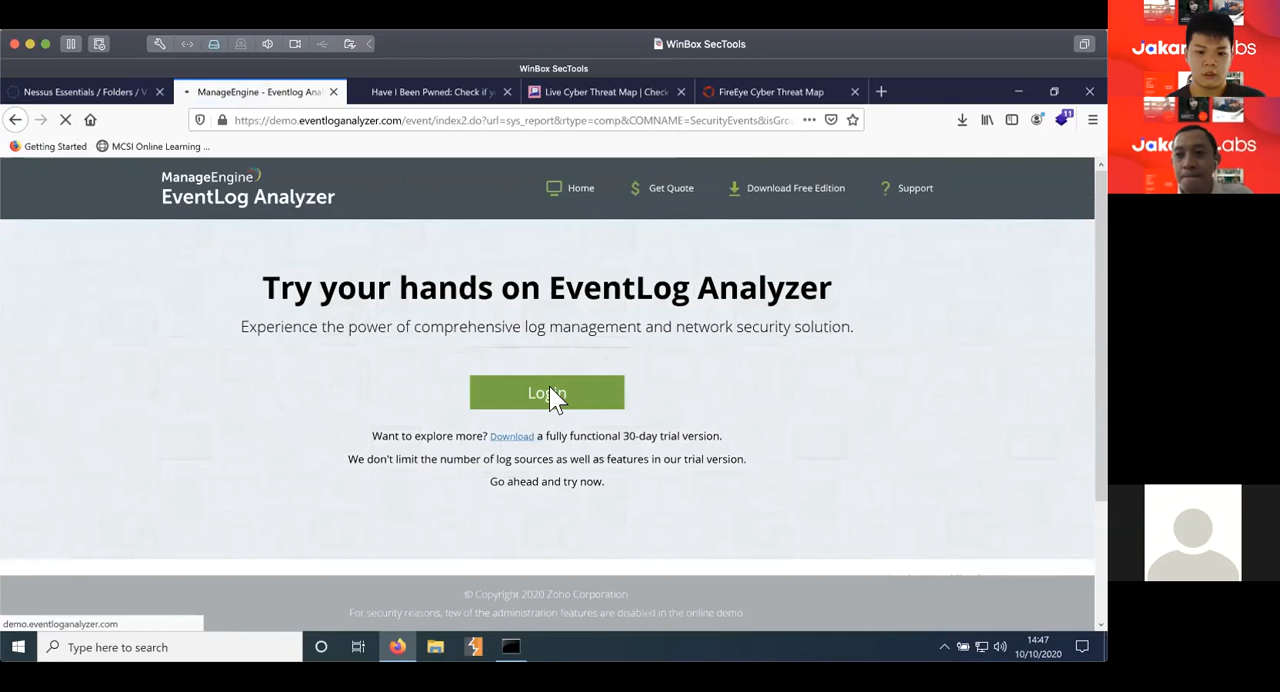 WinBox SecTools
WinBox SecTools
Nessus Essentials / Folders / V
ManageEngine - Eventlog Ana
Have I Been Pwned: Check if y
Live Cyber Threat Map | Check
FireEye Cyber Threat Map
https://demo.eventloganalyzer.com/event/index2.do?url=sys_report&rtype=comp&COMNAME=SecurityEvents&isGro
11
Getting Started
MCSI Online Learning ...
ManageEngine
EventLog Analyzer
Home
Get Quote
Download Free Edition
Support
Try your hands on EventLog Analyzer
Experience the power of comprehensive log management and network security solution.
Login
Want to explore more? Download a fully functional 30-day trial version.
We don't limit the number of log sources as well as features in our trial version.
Go ahead and try now.
© Copyright 2020 Zoho Corporation
For security reasons, few of the administration features are disabled in the online demo
demo.eventloganalyzer.com
Type here to search
14:47
10/10/2020